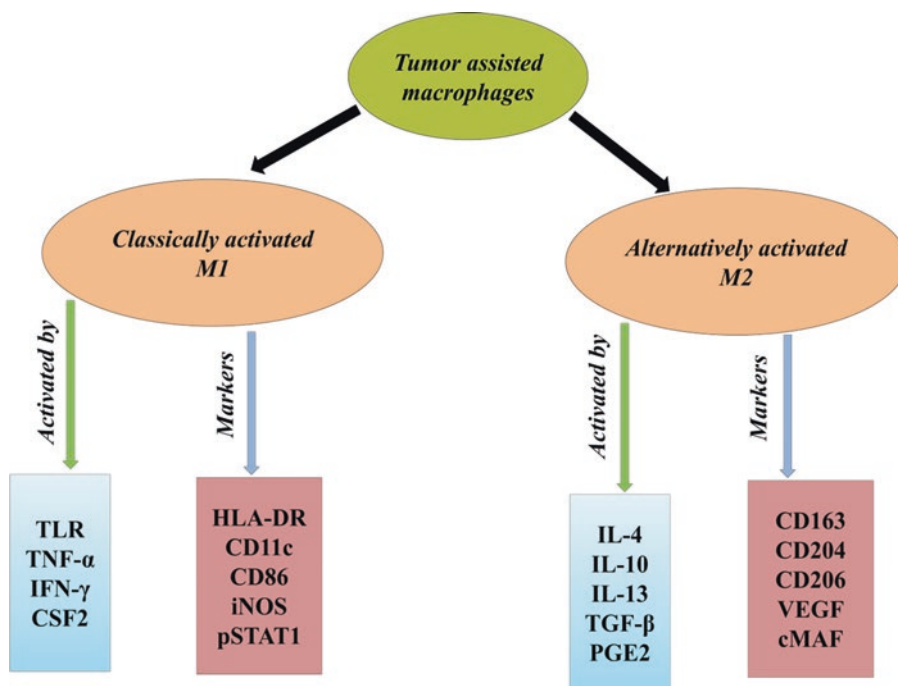 Tumor assisted
macrophages
Classically activated
M1
Alternatively activated
M2
Activated by
Markers
Activated by
Markers
TLR
TNF-α
IFN-γ
CSF2
HLA-DR
CD11c
CD86
iNOS
pSTAT1
IL-4
IL-10
IL-13
TGF-β
PGE2
CD163
CD204
CD206
VEGF
cMAF